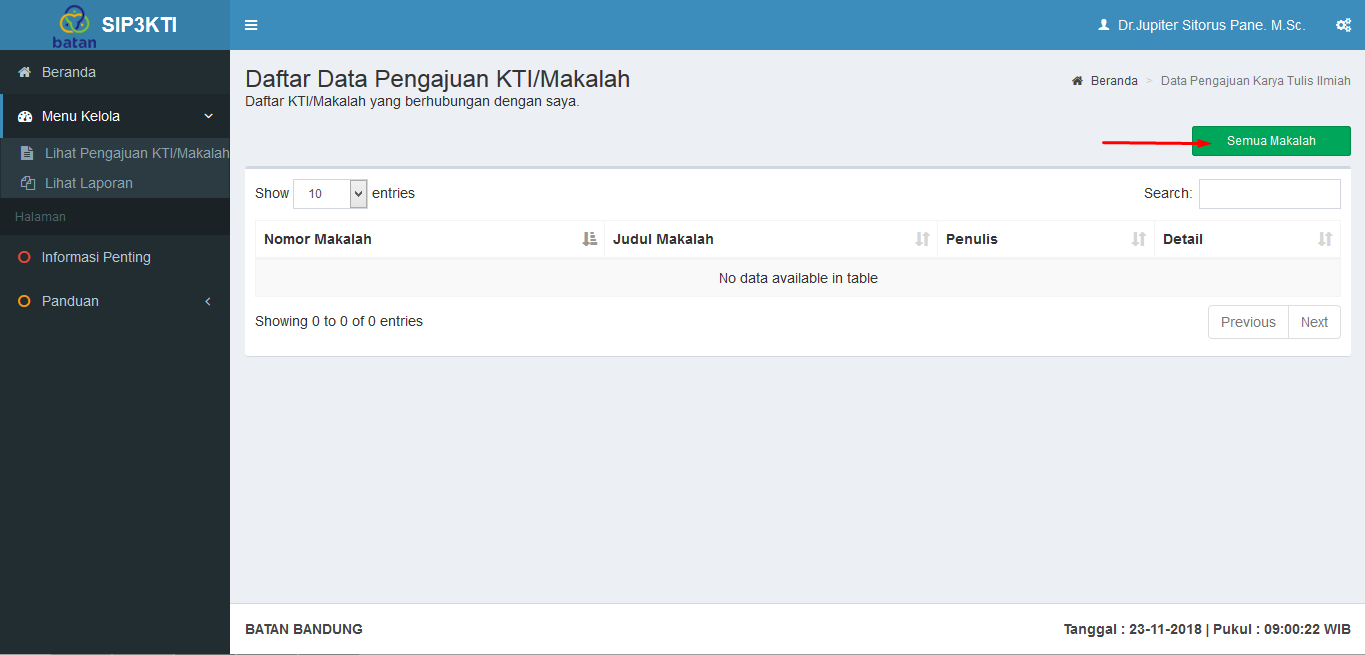 batan
SIP3KTI
Dr.Jupiter Sitorus Pane. M.Sc.
Beranda
Menu Kelola
Lihat Pengajuan KTI/Makalah
Lihat Laporan
Halaman
Informasi Penting
Panduan
Daftar Data Pengajuan KTI/Makalah
Daftar KTI/Makalah yang berhubungan dengan saya.
Beranda > Data Pengajuan Karya Tulis Ilmiah
Semua Makalah
Show 10 entries
Search:
Nomor Makalah Judul Makalah Penulis Detail
No data available in table
Showing 0 to 0 of 0 entries
Previous Next
BATAN BANDUNG
Tanggal : 23-11-2018 | Pukul : 09:00:22 WIB